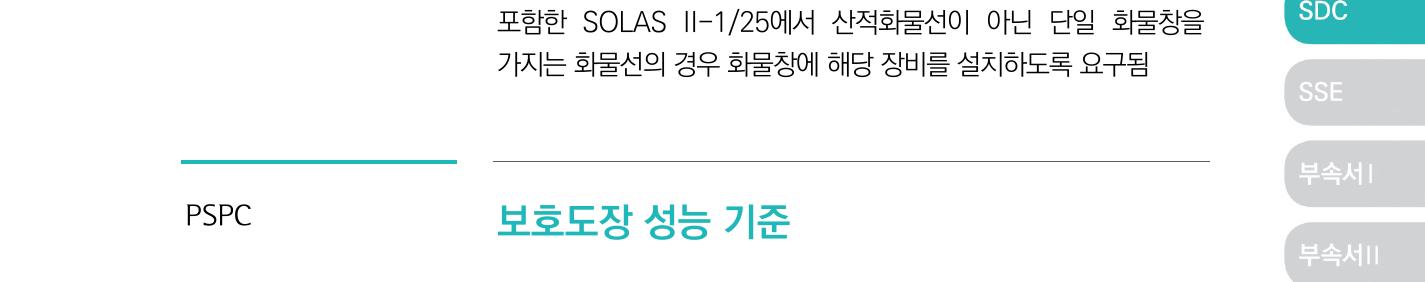 포함한 SOLAS II-1/25에서 산적화물선이 아닌 단일 화물창을
가지는 화물선의 경우 화물창에 해당 장비를 설치하도록 요구됨
PSPC
보호도장 성능 기준
SDC
SSE
부속서I
부속서II